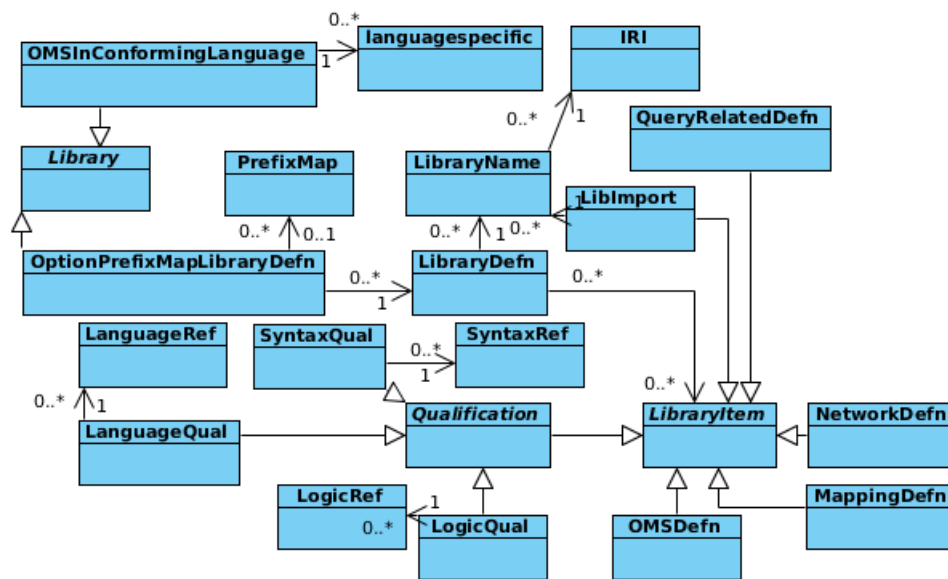 0..*
OMSInConformingLanguage
1
languagespecific
IRI
0..*
1
QueryRelatedDefn
Library
PrefixMap
LibraryName
LibImport
1
0..*
0..*
0..1
0..*
1
OptionPrefixMapLibraryDefn
LibraryDefn
0..*
1
0..*
LanguageRef
SyntaxQual
SyntaxRef
0..*
1
0..*
0..*
1
LanguageQual
Qualification
LibraryItem
NetworkDefn
LogicRef
1
0..*
LogicQual
OMSDefn
MappingDefn